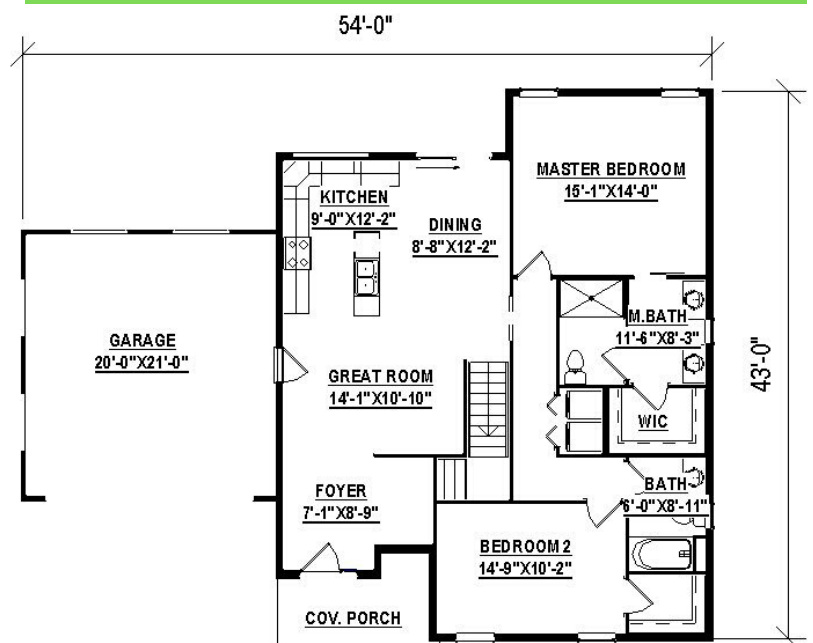 54'-0"
MASTER BEDROOM
15'-1"X14'-0"
KITCHEN
9'-0"X12'-2"
DINING
8'-8"X12'-2"
M.BATH
11'-6"X8'-3"
GARAGE
20'-0"X21'-0"
43'-0"
GREAT ROOM
14'-1"X10'-10"
WIC
FOYER
7'-1"X8'-9"
BATH
6'-0"X8'-11"
BEDROOM 2
14'-9"X10'-2"
COV. PORCH